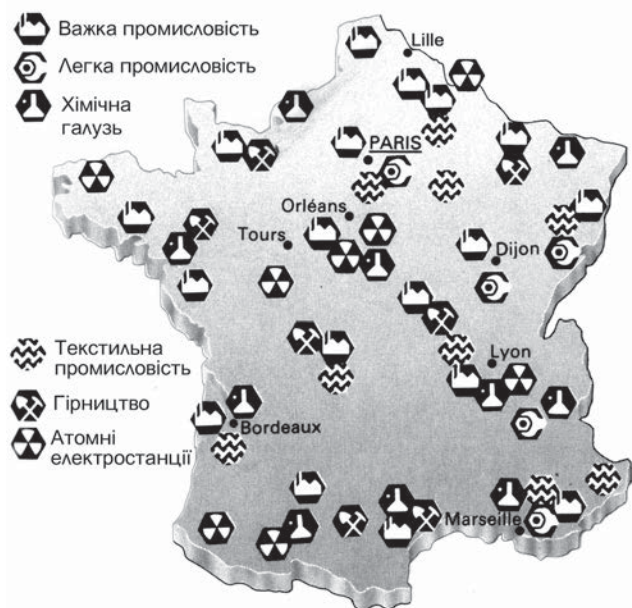 Важка промисловість
Легка промисловість
Хімічна
галузь
Lille
PARIS
Orléans
Tours
Dijon
Текстильна
промисловість
Lyon
Гірництво
Bordeaux
Атомні
електростанції
Marseille